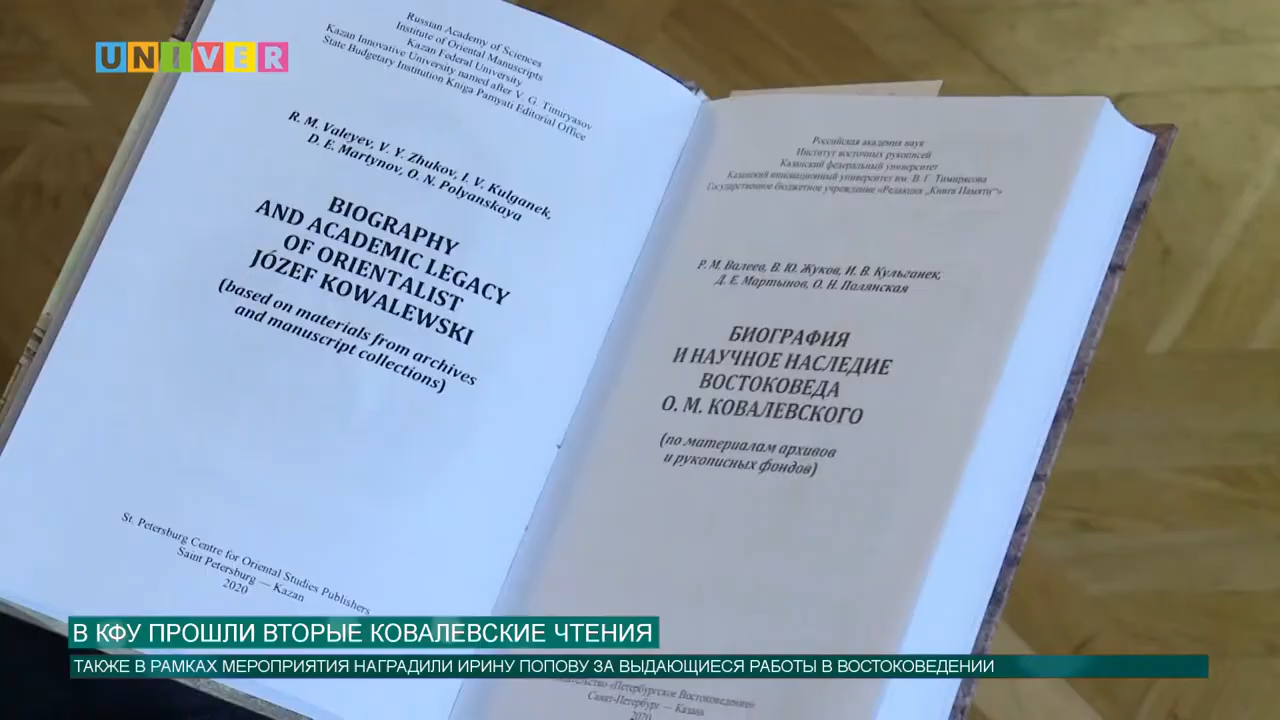 UNIVER
Russian Academy of Sciences
Institute of Oriental Manuscripts
Kazan Federal University
Kazan Innovative University named after V. G. Timiryasov
State Budgetary Institution Kniga Pamyati Editorial Office
R. M. Valeyev, V. Y. Zhukov, I. V. Kulganek,
D. E. Martynov, O. N. Polyanskaya
BIOGRAPHY
AND ACADEMIC LEGACY
OF ORIENTALIST
JÓZEF KOWALEWSKI
(based on materials from archives
and manuscript collections)
St. Petersburg Centre for Oriental Studies Publishers
Saint Petersburg — Kazan
2020
Российская академия наук
Институт восточных рукописей
Казанский федеральный университет
Казанский инновационный университет им. В. Г. Тимирясова
Государственное бюджетное учреждение «Редакция „Книга Памяти“»
Р. М. Валеев, В. Ю. Жуков, И. В. Кульганек,
Д. Е. Мартынов, О. Н. Полянская
БИОГРАФИЯ
И НАУЧНОЕ НАСЛЕДИЕ
ВОСТОКОВЕДА
О. М. КОВАЛЕВСКОГО
(по материалам архивов
и рукописных фондов)
«Петербургское Востоковедение»
Санкт-Петербург — Казань
2020
В КФУ ПРОШЛИ ВТОРЫЕ КОВАЛЕВСКИЕ ЧТЕНИЯ
ТАКЖЕ В РАМКАХ МЕРОПРИЯТИЯ НАГРАДИЛИ ИРИНУ ПОПОВУ ЗА ВЫДАЮЩИЕСЯ РАБОТЫ В ВОСТОКОВЕДЕНИИ